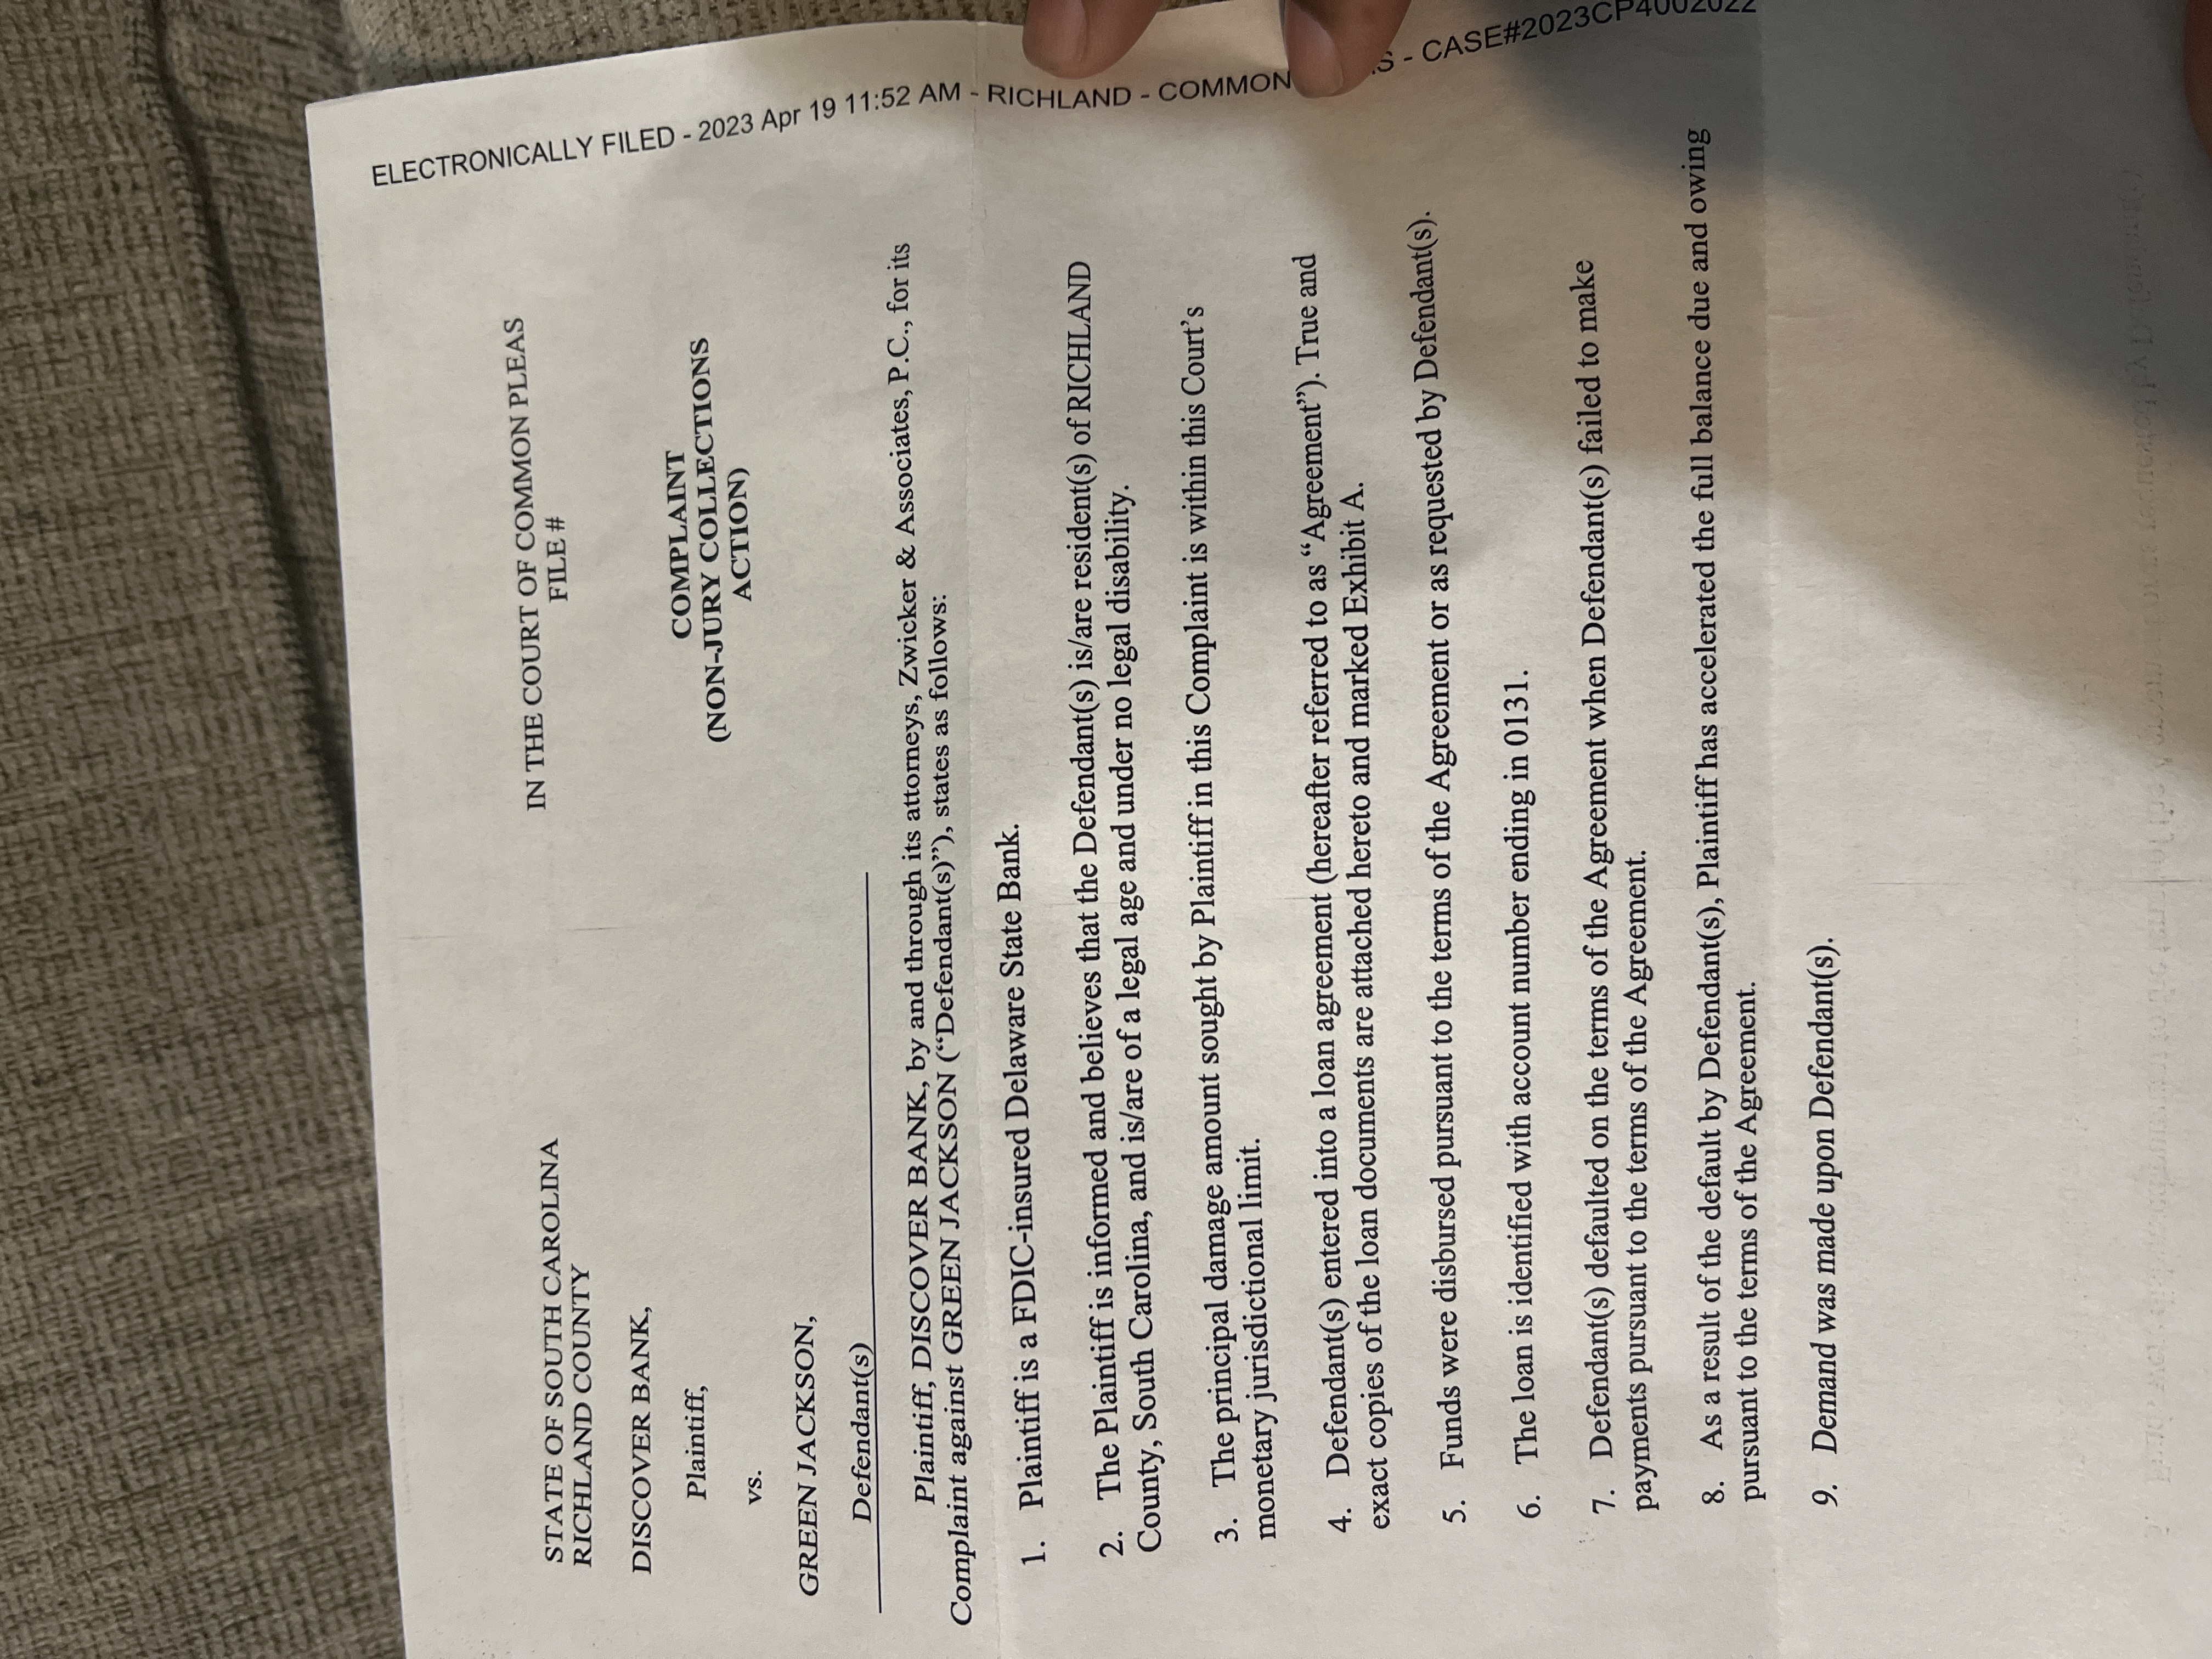 STATE OF SOUTH CAROLINA
RICHLAND COUNTY
IN THE COURT OF COMMON PLEAS
FILE #
DISCOVER BANK,
Plaintiff,
vs.
GREEN JACKSON,
Defendant(s)
COMPLAINT
(NON-JURY COLLECTIONS
ACTION)
Plaintiff, DISCOVER BANK, by and through its attorneys, Zwicker & Associates, P.C., for its
Complaint against GREEN JACKSON (“Defendant(s)”), states as follows:
1. Plaintiff is a FDIC-insured Delaware State Bank.
2. The Plaintiff is informed and believes that the Defendant(s) is/are resident(s) of RICHLAND
County, South Carolina, and is/are of a legal age and under no legal disability.
3. The principal damage amount sought by Plaintiff in this Complaint is within this Court’s
monetary jurisdictional limit.
4. Defendant(s) entered into a loan agreement (hereafter referred to as “Agreement”). True and
exact copies of the loan documents are attached hereto and marked Exhibit A.
5. Funds were disbursed pursuant to the terms of the Agreement or as requested by Defendant(s).
6. The loan is identified with account number ending in 0131.
7. Defendant(s) defaulted on the terms of the Agreement when Defendant(s) failed to make
payments pursuant to the terms of the Agreement.
8. As a result of the default by Defendant(s), Plaintiff has accelerated the full balance due and owing
pursuant to the terms of the Agreement.
9. Demand was made upon Defendant(s).
ELECTRONICALLY FILED - 2023 Apr 19 11:52 AM - RICHLAND - COMMON S - CASE#2023CP4002022